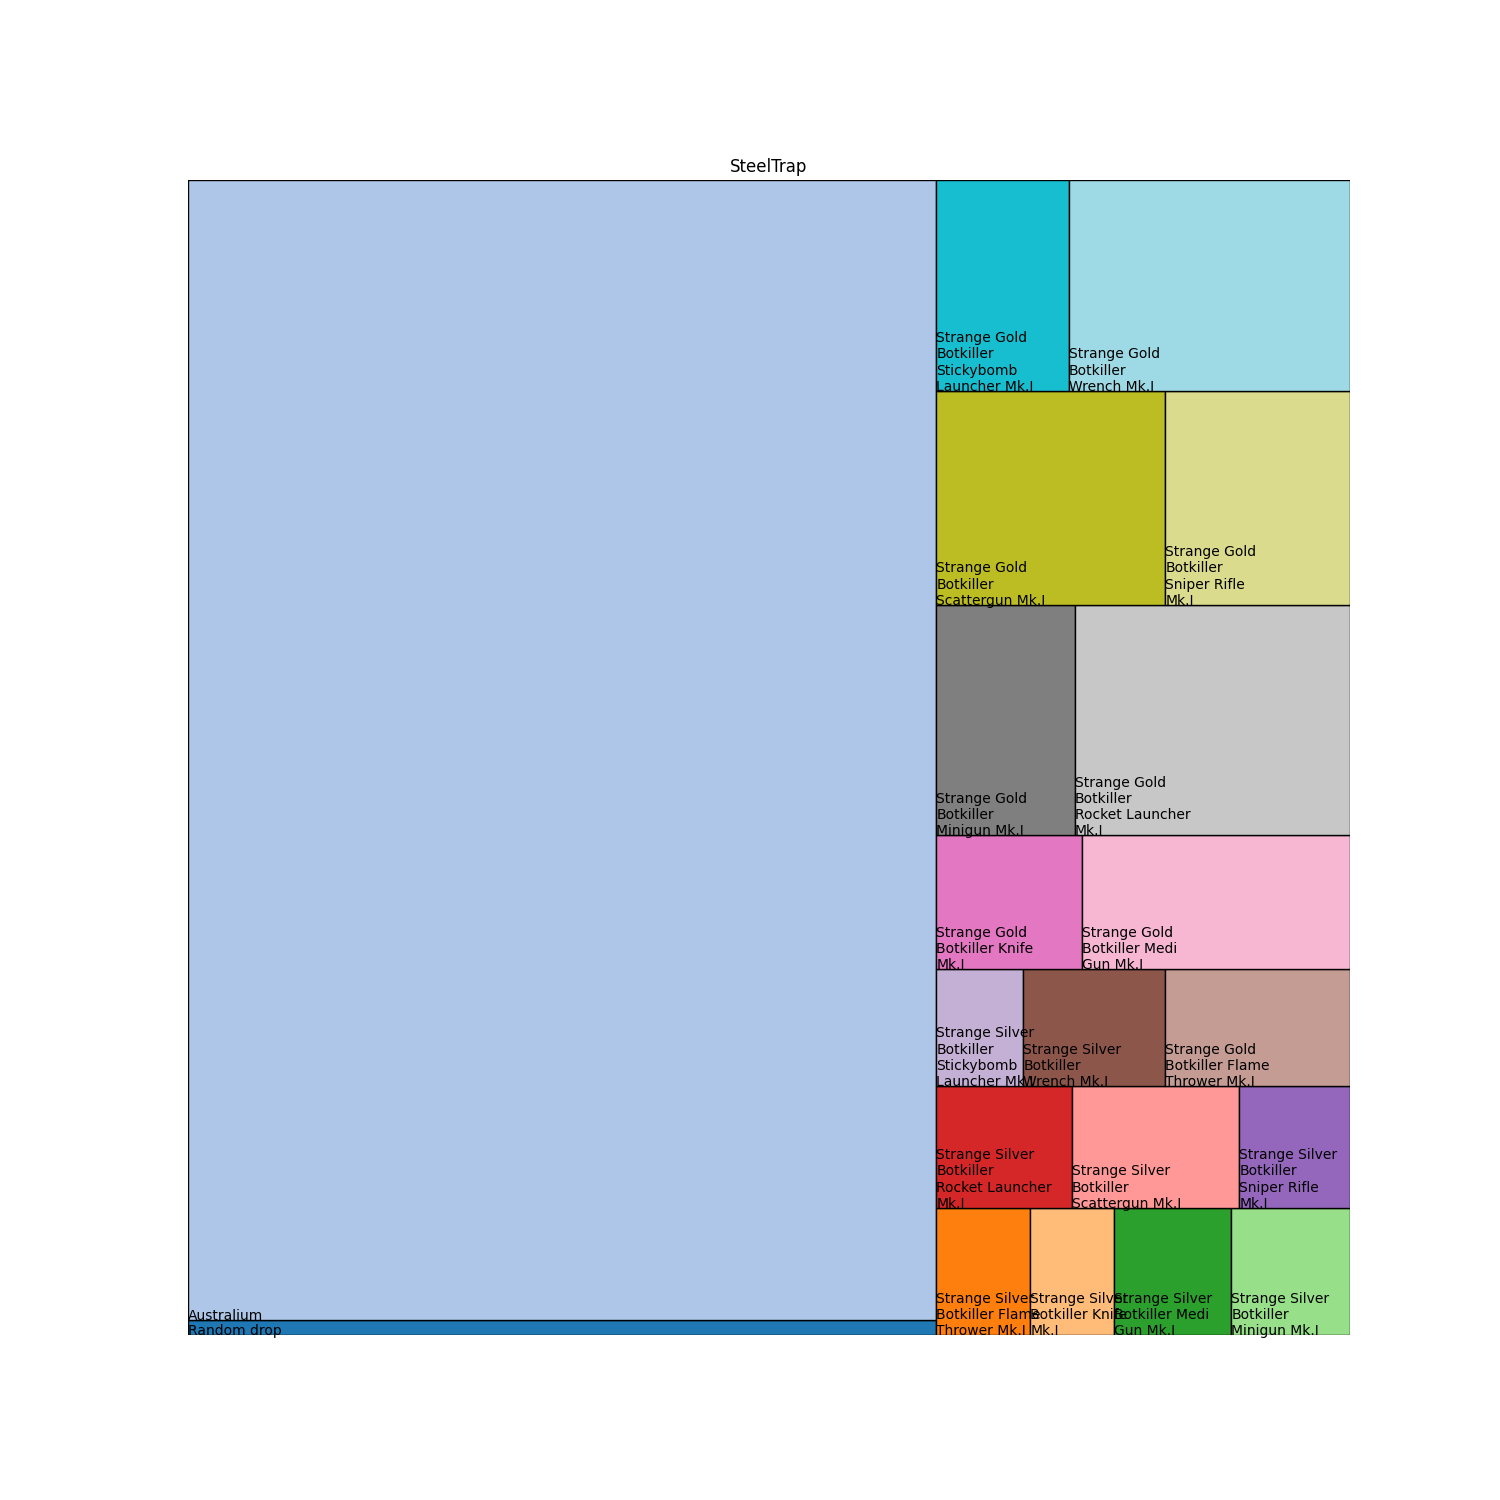 SteelTrap
Strange Gold
Botkiller
Stickybomb
Launcher Mk.I
Strange Gold
Botkiller
Wrench Mk.I
Strange Gold
Botkiller
Scattergun Mk.I
Strange Gold
Botkiller
Sniper Rifle
Mk.I
Strange Gold
Botkiller
Minigun Mk.I
Strange Gold
Botkiller
Rocket Launcher
Mk.I
Strange Gold
Botkiller Knife
Mk.I
Strange Gold
Botkiller Medi
Gun Mk.I
Strange Silver
Botkiller
Stickybomb
Launcher Mk.I
Strange Silver
Botkiller
Wrench Mk.I
Strange Gold
Botkiller Flame
Thrower Mk.I
Strange Silver
Botkiller
Rocket Launcher
Mk.I
Strange Silver
Botkiller
Scattergun Mk.I
Strange Silver
Botkiller
Sniper Rifle
Mk.I
Strange Silver
Botkiller Flame
Thrower Mk.I
Strange Silver
Botkiller Knife
Mk.I
Strange Silver
Botkiller Medi
Gun Mk.I
Strange Silver
Botkiller
Minigun Mk.I
Australium
Random drop